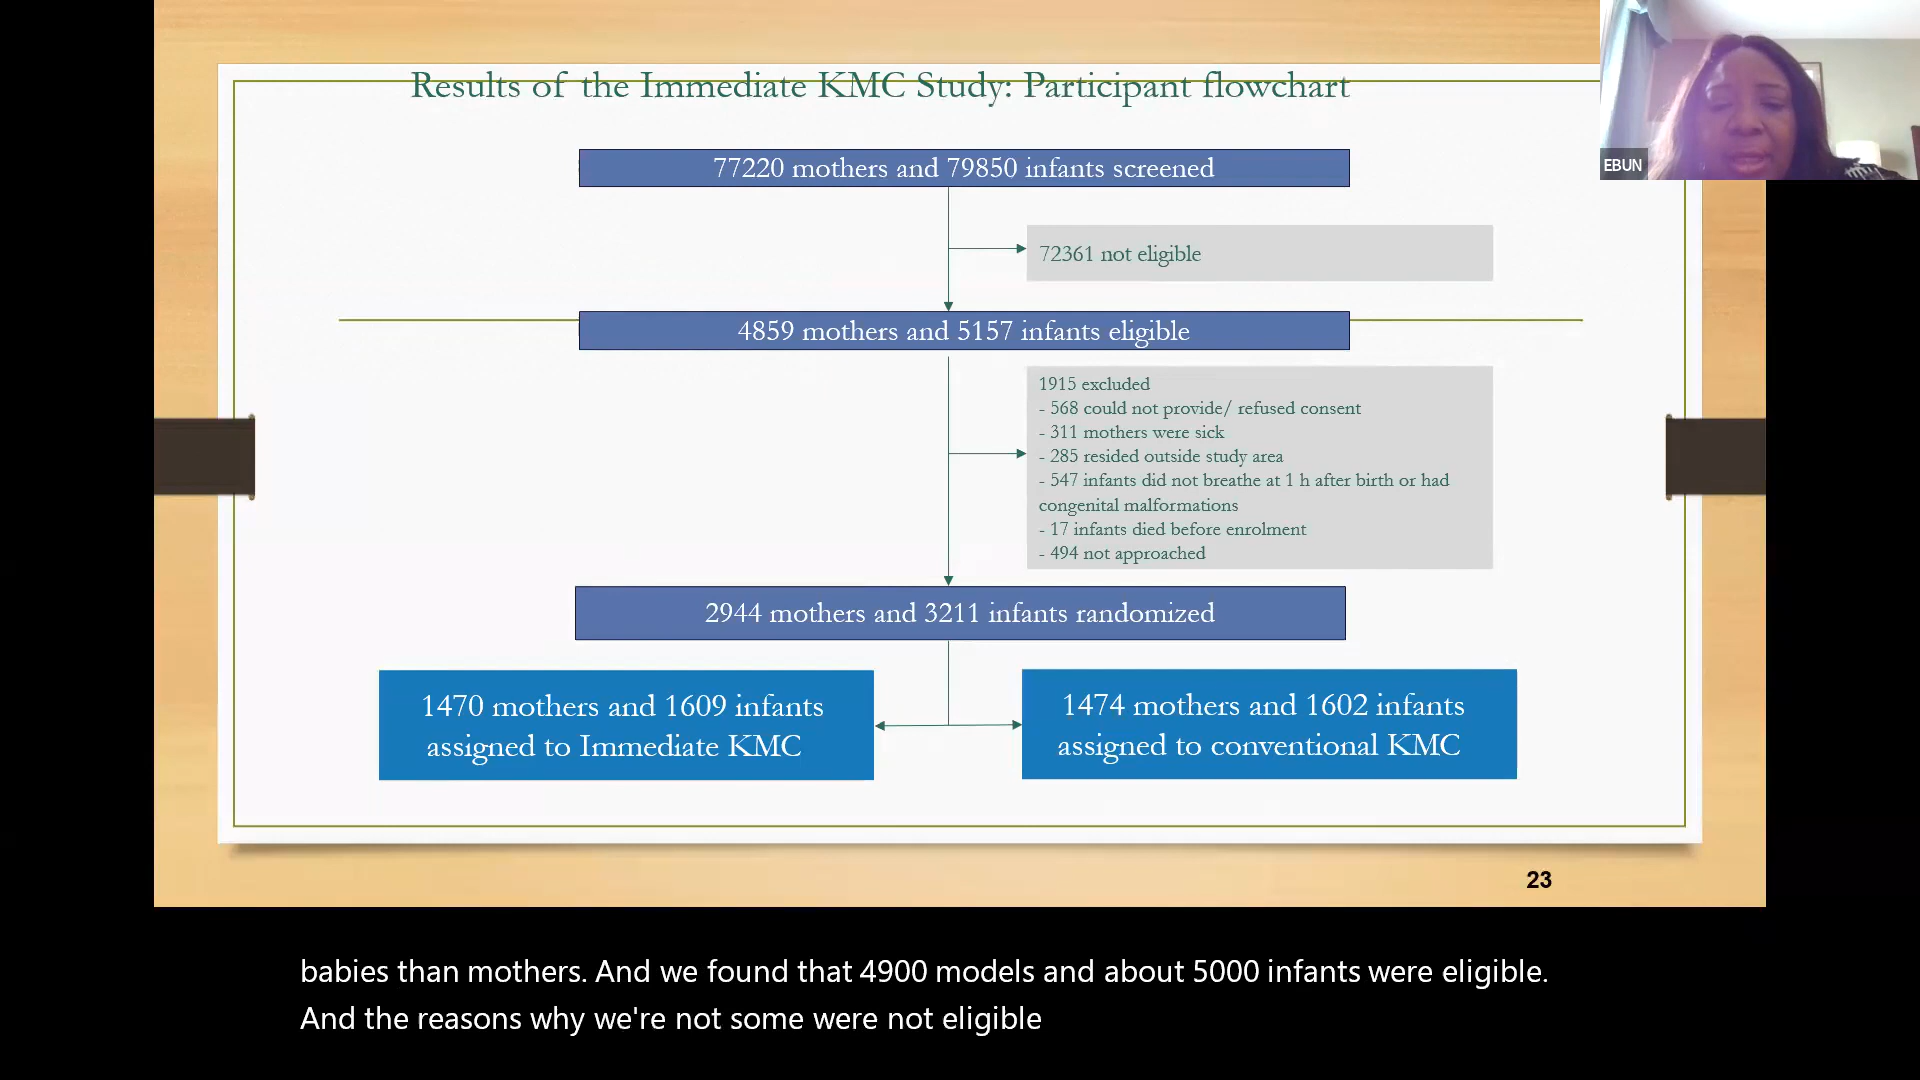 Results of the Immediate KMC Study: Participant flowchart
EBUN
77220 mothers and 79850 infants screened
72361 not eligible
4859 mothers and 5157 infants eligible
1915 excluded
- 568 could not provide/ refused consent
- 311 mothers were sick
- 285 resided outside study area
- 547 infants did not breathe at 1 h after birth or had
congenital malformations
- 17 infants died before enrolment
- 494 not approached
2944 mothers and 3211 infants randomized
1470 mothers and 1609 infants
assigned to Immediate KMC
1474 mothers and 1602 infants
assigned to conventional KMC
23
babies than mothers. And we found that 4900 models and about 5000 infants were eligible.
And the reasons why we're not some were not eligible